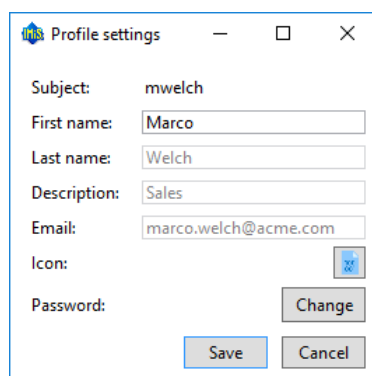 IMiS Profile settings
Subject: mwelch
First name: Marco
Last name: Welch
Description: Sales
Email: marco.welch@acme.com
Icon:
Password: Change
Save Cancel